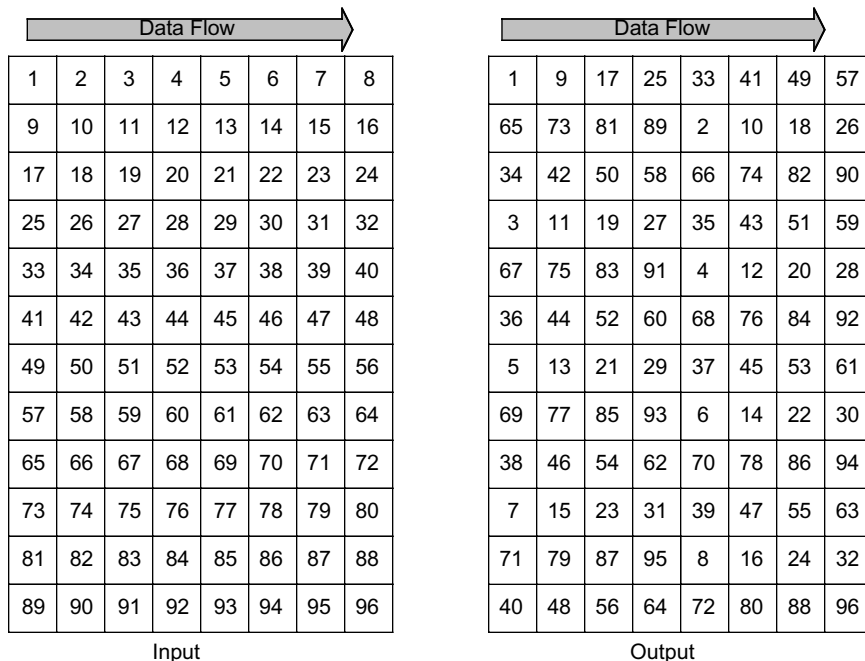 Data Flow Data Flow
1 2 3 4 5 6 7 8 1 9 17 25 33 41 49 57
9 10 11 12 13 14 15 16 65 73 81 89 2 10 18 26
17 18 19 20 21 22 23 24 34 42 50 58 66 74 82 90
25 26 27 28 29 30 31 32 3 11 19 27 35 43 51 59
33 34 35 36 37 38 39 40 67 75 83 91 4 12 20 28
41 42 43 44 45 46 47 48 36 44 52 60 68 76 84 92
49 50 51 52 53 54 55 56 5 13 21 29 37 45 53 61
57 58 59 60 61 62 63 64 69 77 85 93 6 14 22 30
65 66 67 68 69 70 71 72 38 46 54 62 70 78 86 94
73 74 75 76 77 78 79 80 7 15 23 31 39 47 55 63
81 82 83 84 85 86 87 88 71 79 87 95 8 16 24 32
89 90 91 92 93 94 95 96 40 48 56 64 72 80 88 96
Input Output